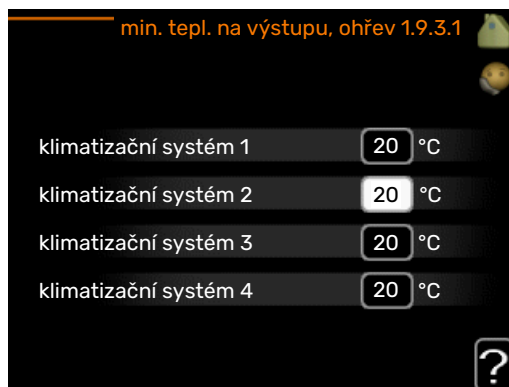 min. tepl. na výstupu, ohřev 1.9.3.1
klimatizační systém 1 20 °C
klimatizační systém 2 20 °C
klimatizační systém 3 20 °C
klimatizační systém 4 20 °C
?